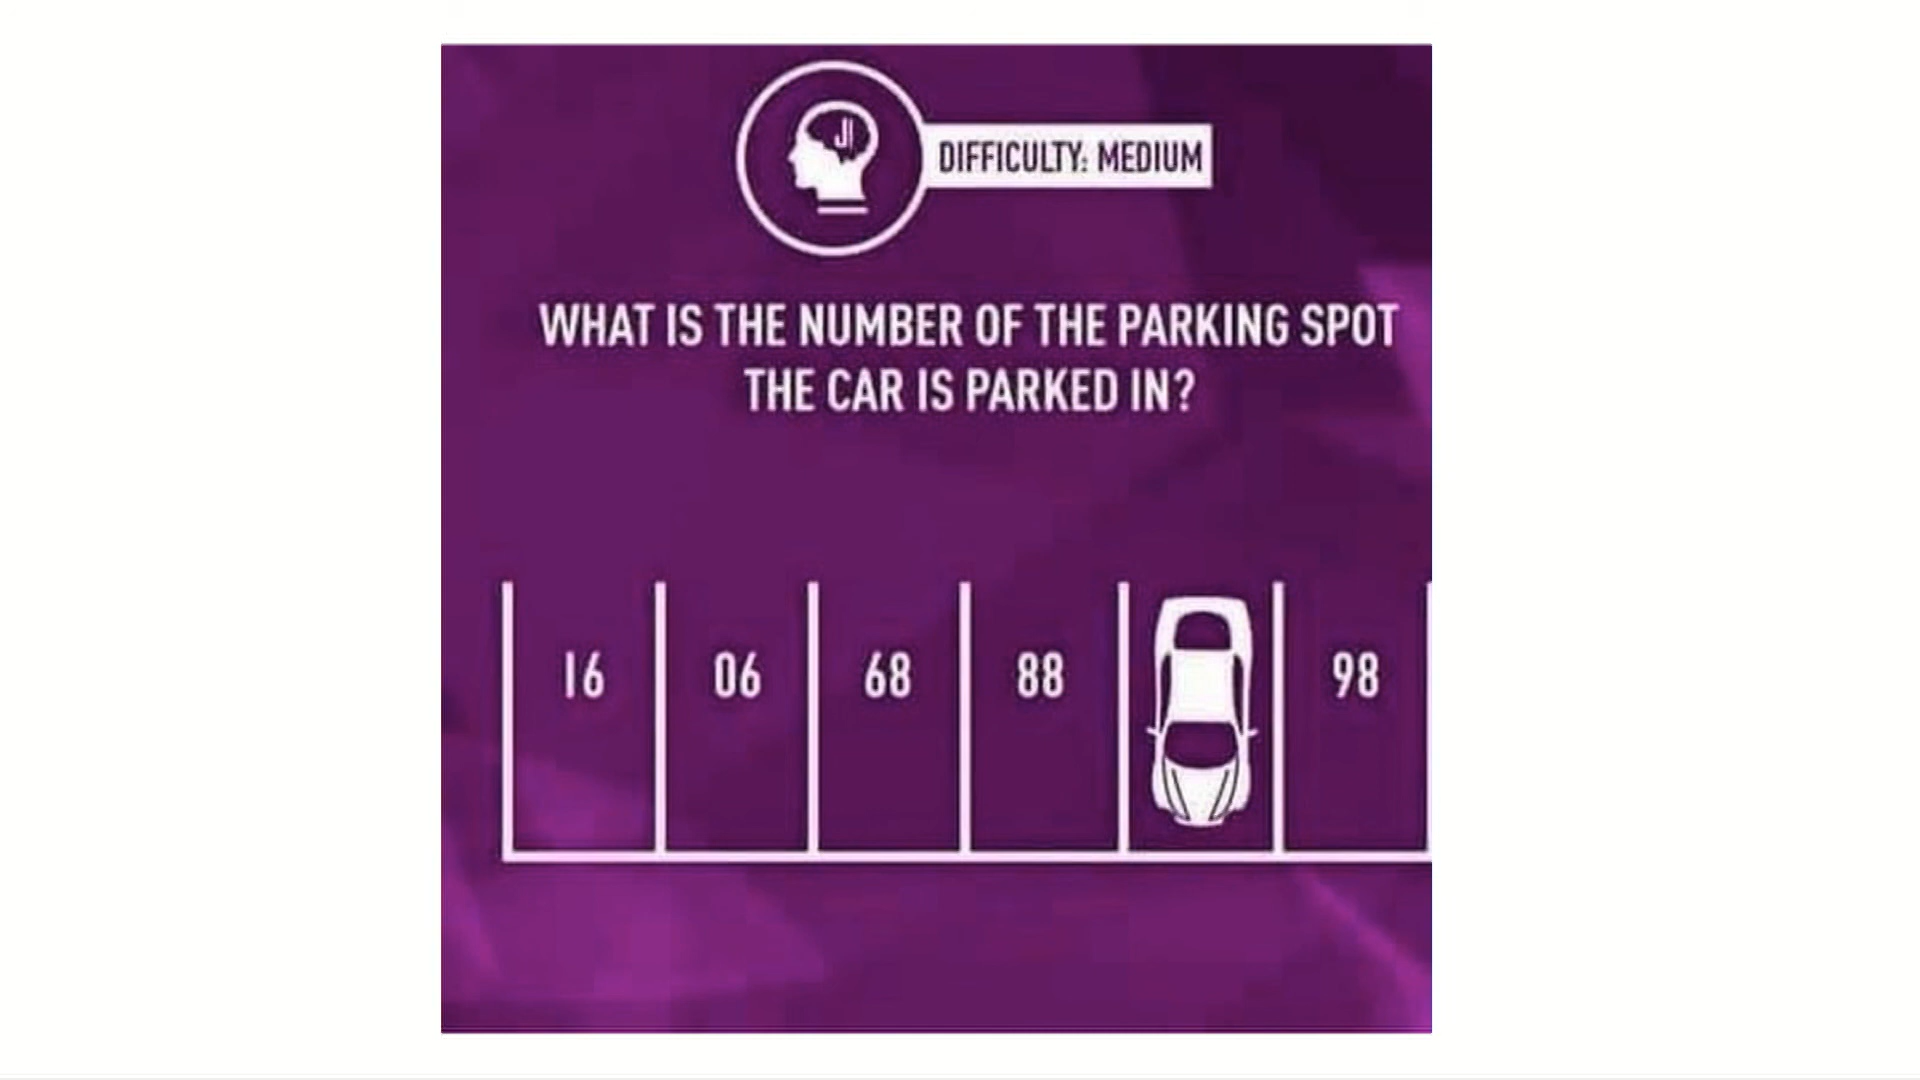 JI
DIFFICULTY: MEDIUM
WHAT IS THE NUMBER OF THE PARKING SPOT
THE CAR IS PARKED IN?
16 06 68 88 98